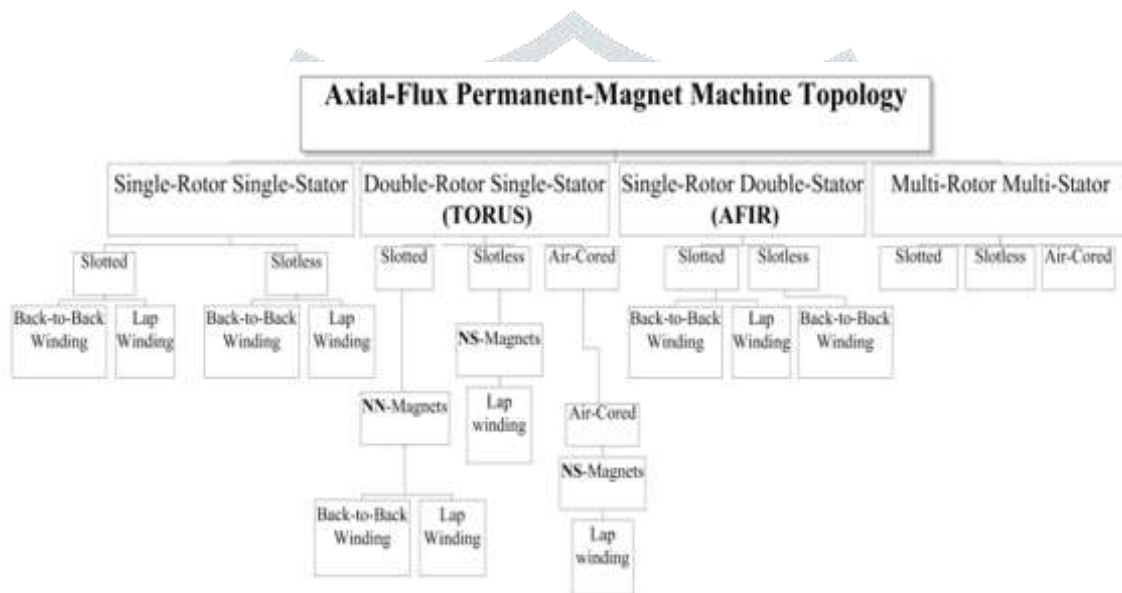 Axial-Flux Permanent-Magnet Machine Topology
Single-Rotor Single-Stator
Double-Rotor Single-Stator
(TORUS)
Single-Rotor Double-Stator
(AFIR)
Multi-Rotor Multi-Stator
Slotted
Slotless
Slotted
Slotless
Air-Cored
Slotted
Slotless
Slotted
Slotless
Air-Cored
Back-to-Back
Winding
Lap
Winding
Back-to-Back
Winding
Lap
Winding
NS-Magnets
Back-to-Back
Winding
Lap
Winding
Back-to-Back
Winding
NN-Magnets
Lap
winding
Air-Cored
NS-Magnets
Back-to-Back
Winding
Lap
Winding
Lap
winding